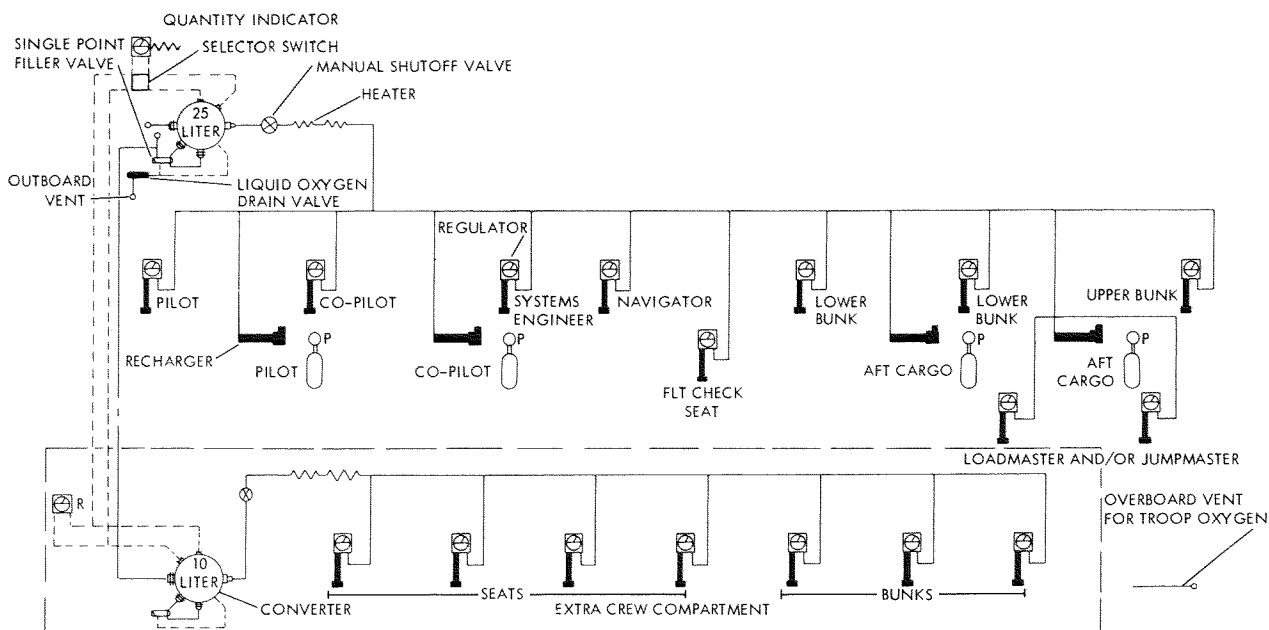 QUANTITY INDICATOR
SINGLE POINT
FILLER VALVE
SELECTOR SWITCH
MANUAL SHUTOFF VALVE
HEATER
25
LITER
OUTBOARD
VENT
LIQUID OXYGEN
DRAIN VALVE
REGULATOR
PILOT
CO-PILOT
SYSTEMS
ENGINEER
NAVIGATOR
LOWER
BUNK
LOWER
BUNK
UPPER BUNK
RECHARGER
P
PILOT
P
CO-PILOT
FLT CHECK
SEAT
P
AFT CARGO
P
AFT
CARGO
LOADMASTER AND/OR JUMPMASTER
R
OVERBOARD VENT
FOR TROOP OXYGEN
10
LITER
CONVERTER
SEATS
EXTRA CREW COMPARTMENT
BUNKS